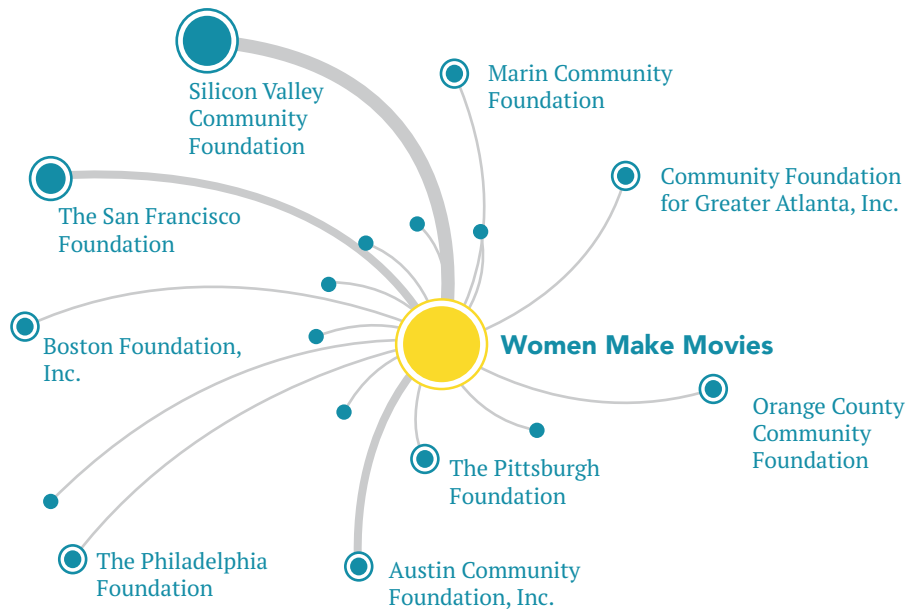 Silicon Valley
Community
Foundation
Marin Community
Foundation
The San Francisco
Foundation
Community Foundation
for Greater Atlanta, Inc.
Boston Foundation,
Inc.
Women Make Movies
Orange County
Community
Foundation
The Pittsburgh
Foundation
The Philadelphia
Foundation
Austin Community
Foundation, Inc.